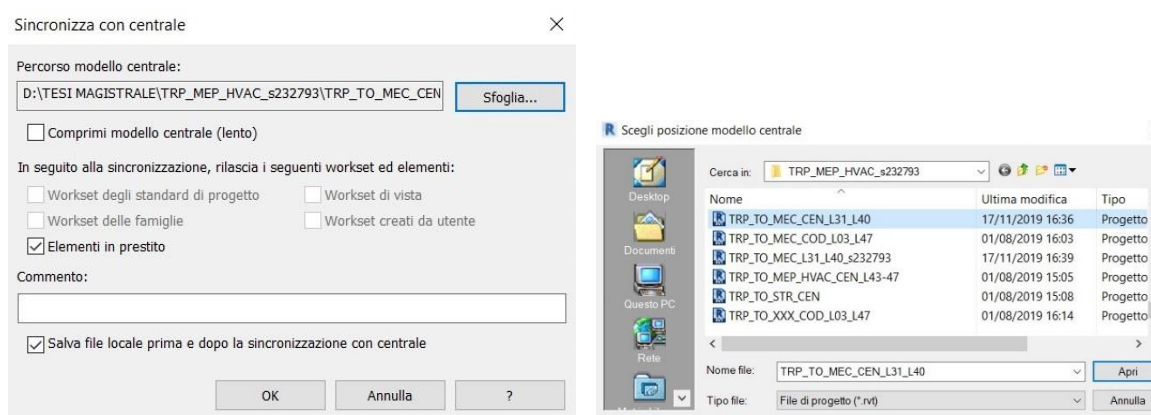 Sincronizza con centrale
Percorso modello centrale:
D:\TESI MAGISTRALE\TRP_MEP_HVAC_s232793\TRP_TO_MEC_CEN
Sfoglia...
Comprimi modello centrale (lento)
In seguito alla sincronizzazione, rilascia i seguenti workset ed elementi:
Workset degli standard di progetto
Workset di vista
Workset delle famiglie
Workset creati da utente
Elementi in prestito
Commento:
Salva file locale prima e dopo la sincronizzazione con centrale
OK
Annulla
?
Scegli posizione modello centrale
Cerca in:
TRP_MEP_HVAC_s232793
Desktop
Documenti
Questo PC
Rete
Nome Ultima modifica Tipo
TRP_TO_MEC_CEN_L31_L40 17/11/2019 16:36 Progetto
TRP_TO_MEC_COD_L03_L47 01/08/2019 16:03 Progetto
TRP_TO_MEC_L31_L40_s232793 17/11/2019 16:39 Progetto
TRP_TO_MEP_HVAC_CEN_L43-47 01/08/2019 15:05 Progetto
TRP_TO_STR_CEN 01/08/2019 15:08 Progetto
TRP_TO_XXX_COD_L03_L47 01/08/2019 16:14 Progetto
Nome file: TRP_TO_MEC_CEN_L31_L40
Apri
Tipo file: File di progetto (*.rvt)
Annulla